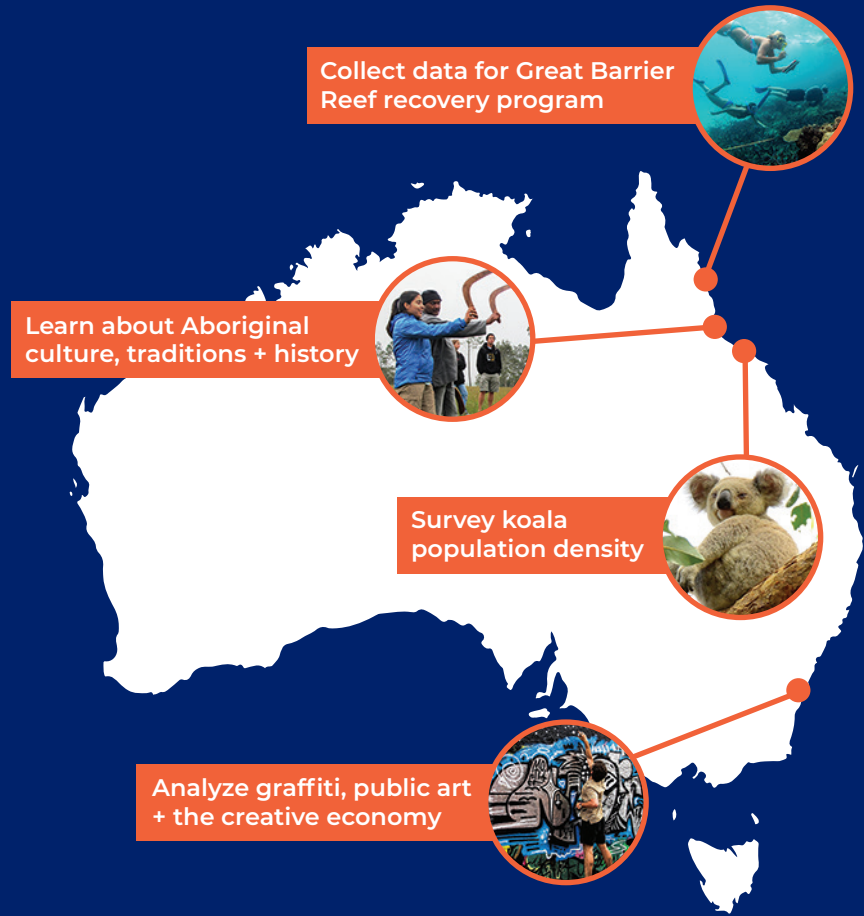 Collect data for Great Barrier
Reef recovery program
Learn about Aboriginal
culture, traditions + history
Survey koala
population density
Analyze graffiti, public art
+ the creative economy